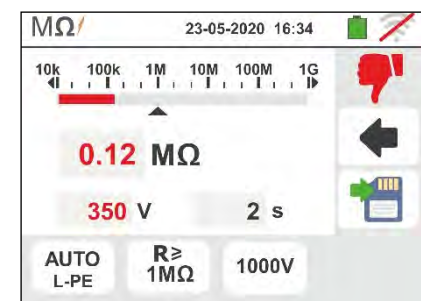 MΩ 23-05-2020 16:34
10k 100k 1M 10M 100M 1G
0.12 MΩ
350 V 2 s
AUTO L-PE
R≥ 1MΩ
1000V